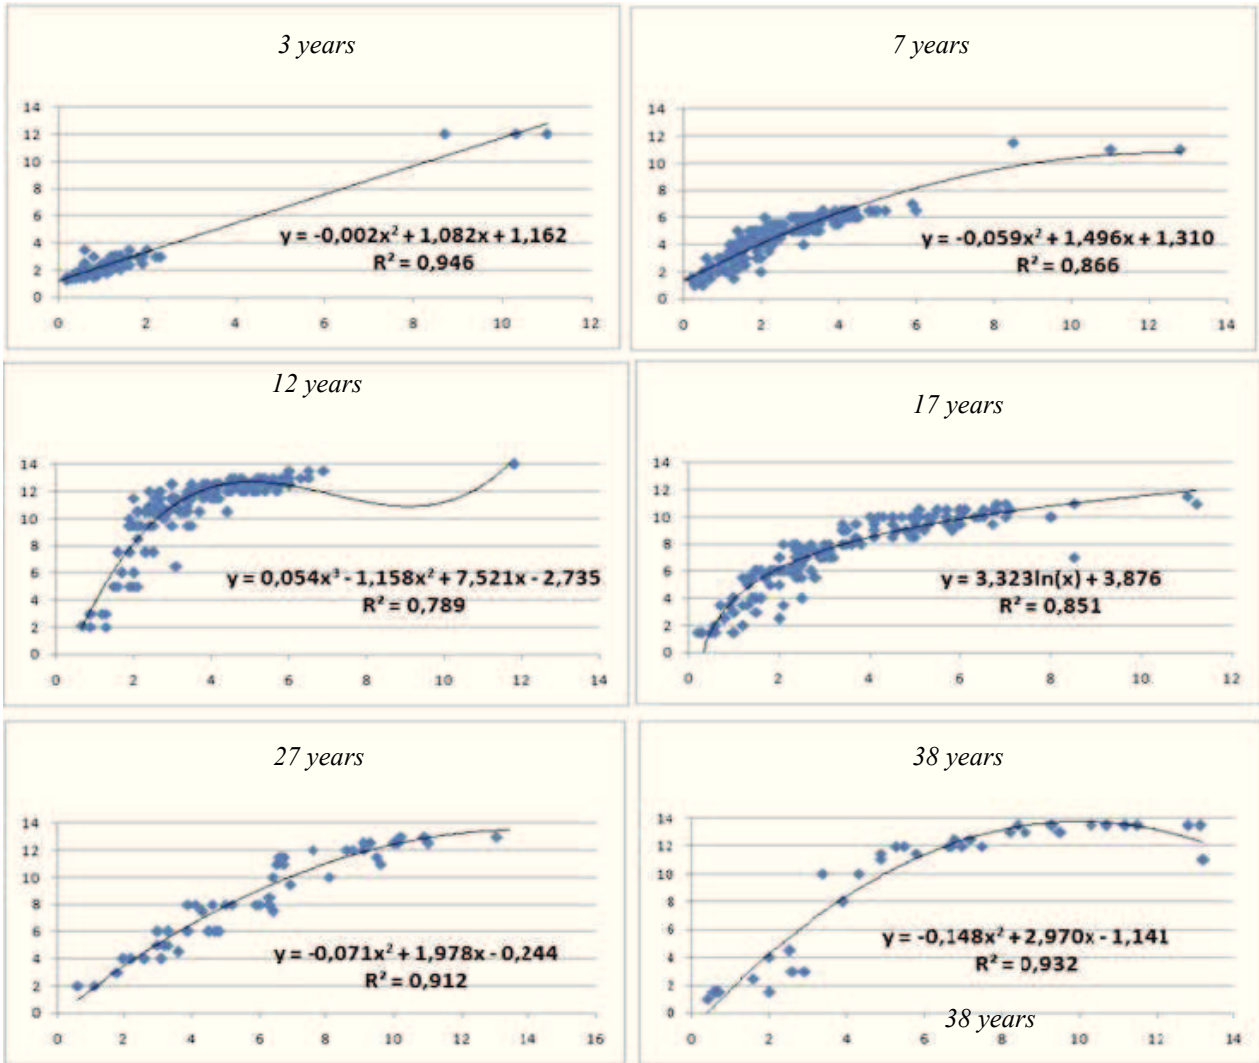 3 years
14
12
10
8
6
4
2
0
y = -0,002x² + 1,082x + 1,162
R² = 0,946
0 2 4 6 8 10 12
7 years
14
12
10
8
6
4
2
0
y = -0,059x² + 1,496x + 1,310
R² = 0,866
0 2 4 6 8 10 12 14
12 years
14
12
10
8
6
4
2
0
y = 0,054x³ - 1,158x² + 7,521x - 2,735
R² = 0,789
0 2 4 6 8 10 12 14
17 years
14
12
10
8
6
4
2
0
y = 3,323ln(x) + 3,876
R² = 0,851
0 2 4 6 8 10 12
27 years
14
12
10
8
6
4
2
0
y = -0,071x² + 1,978x - 0,244
R² = 0,912
0 2 4 6 8 10 12 14 16
38 years
14
12
10
8
6
4
2
0
y = -0,148x² + 2,970x - 1,141
R² = 0,932
38 years
0 2 4 6 8 10 12 14